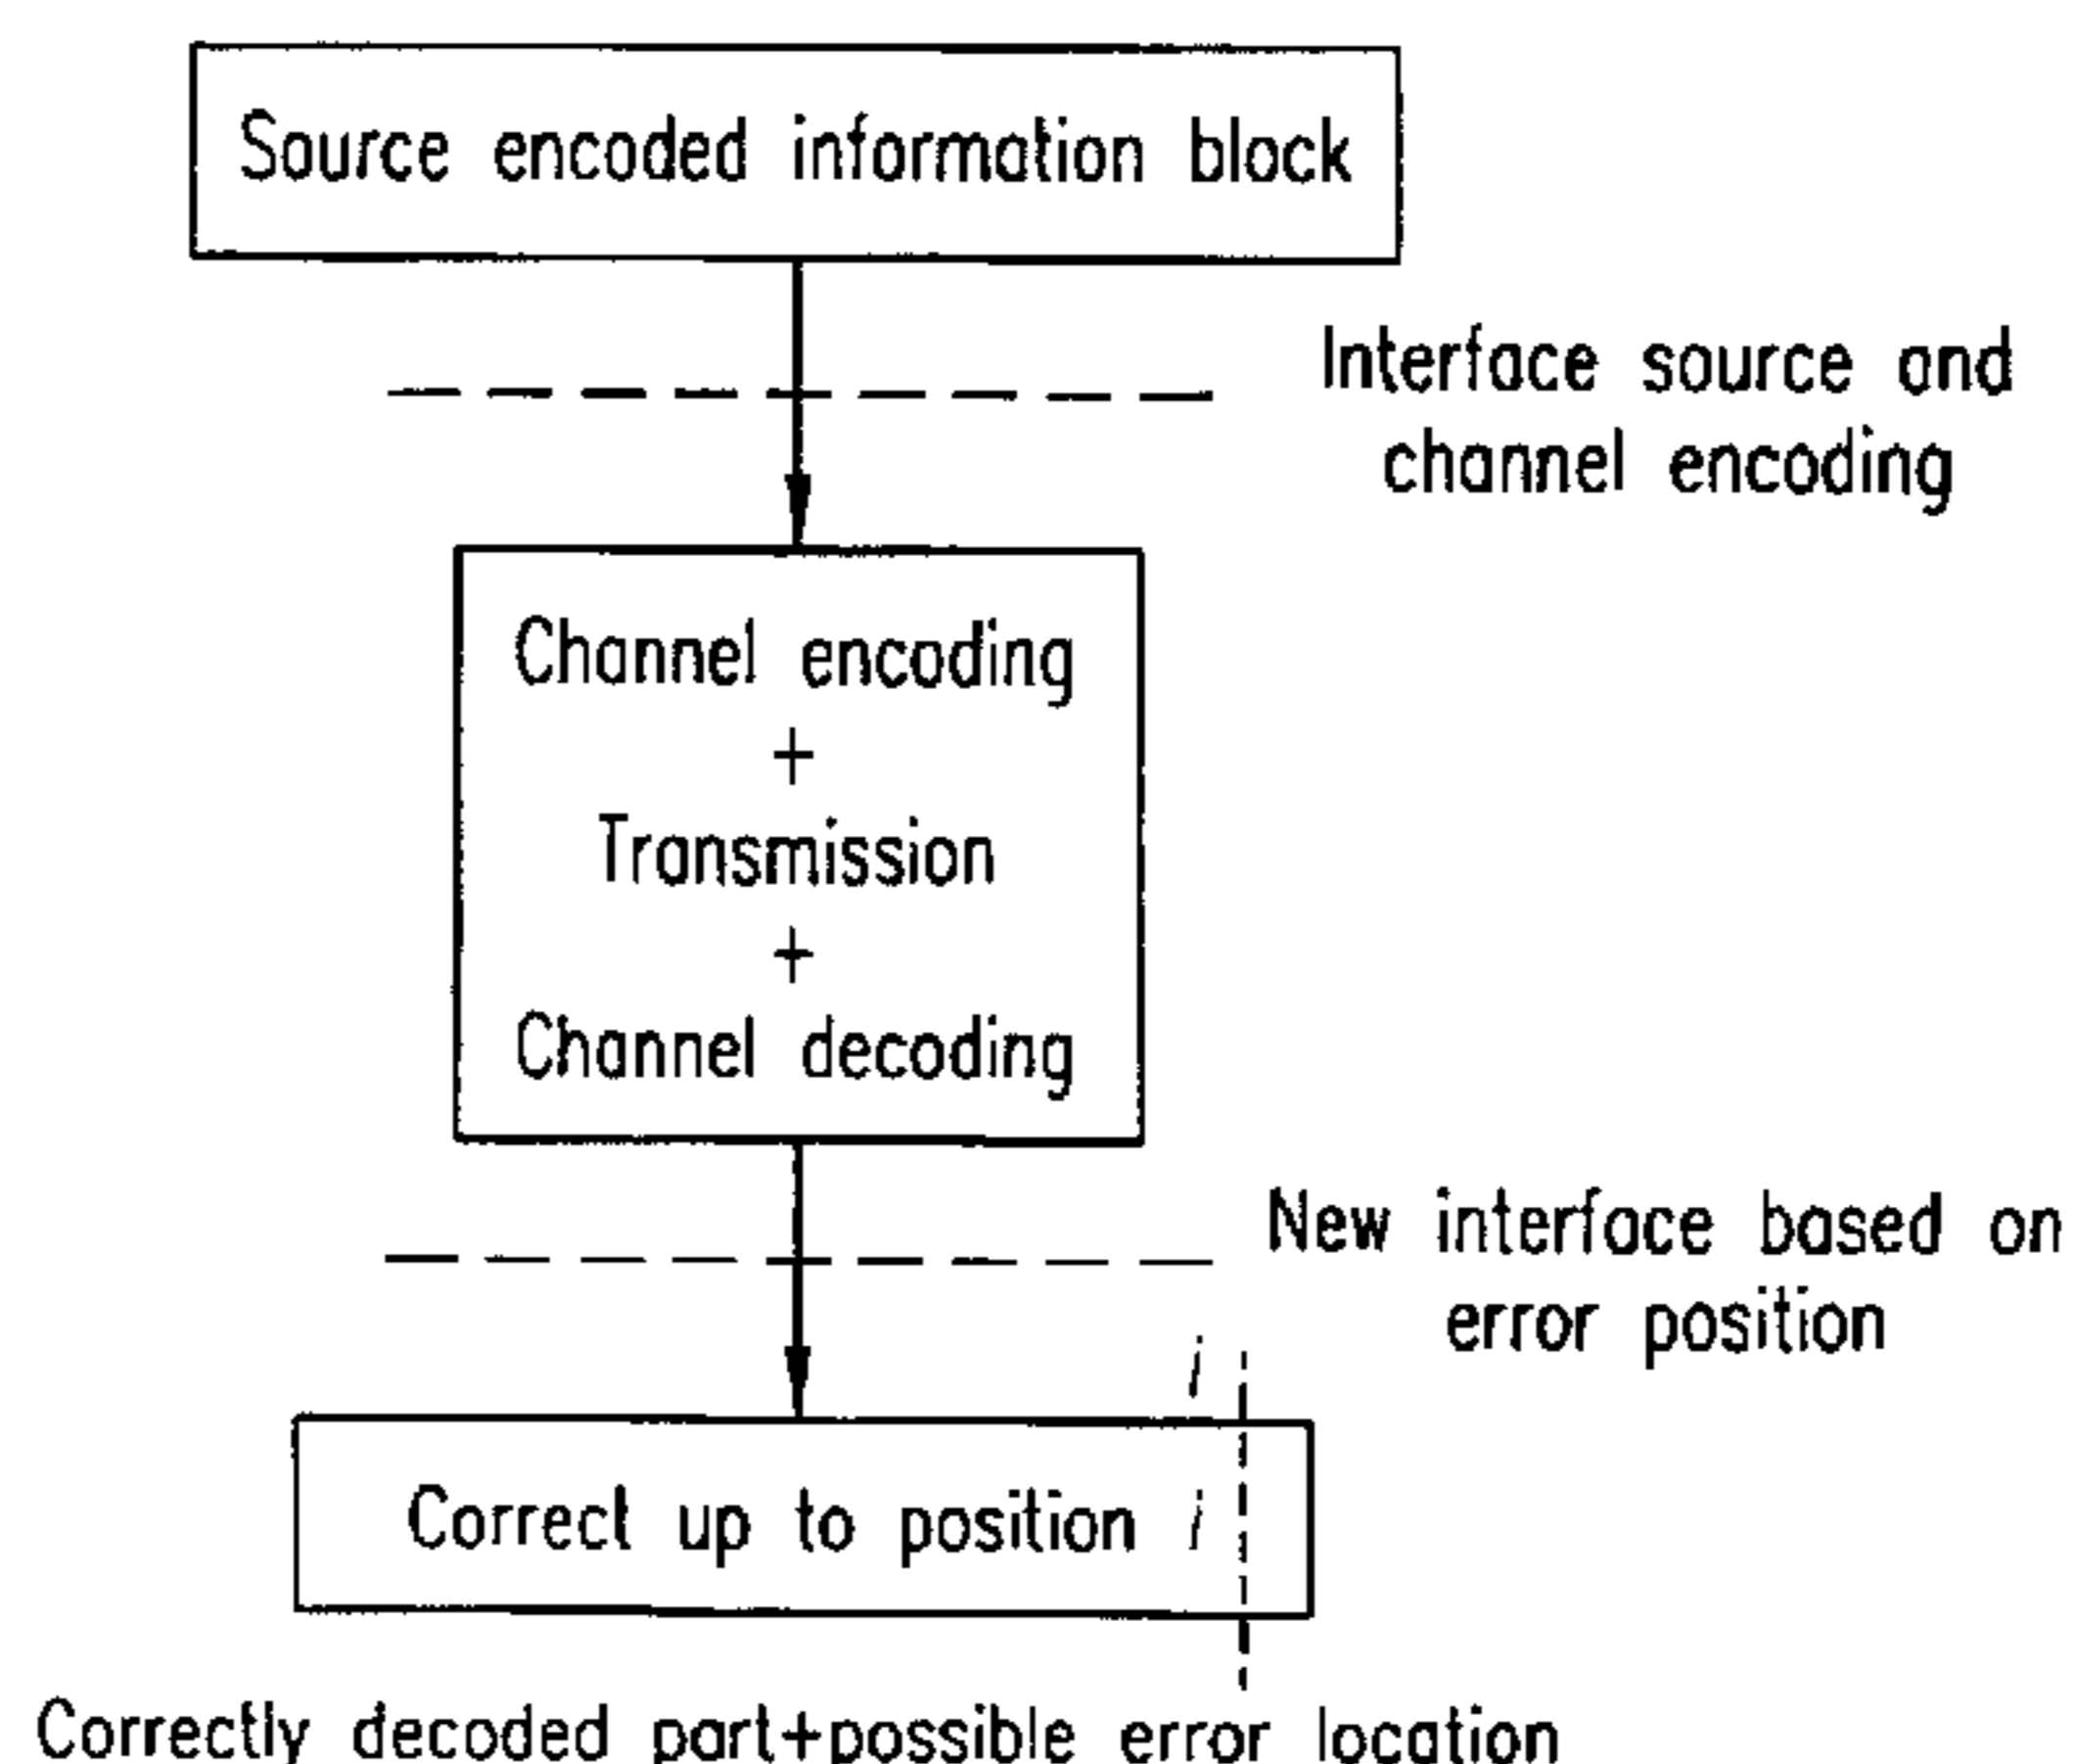 Source encoded information block
Interface source and
channel encoding
Channel encoding
+
Transmission
+
Channel decoding
New interface based on
error position
i
Correct up to position i
Correctly decoded part+possible error location